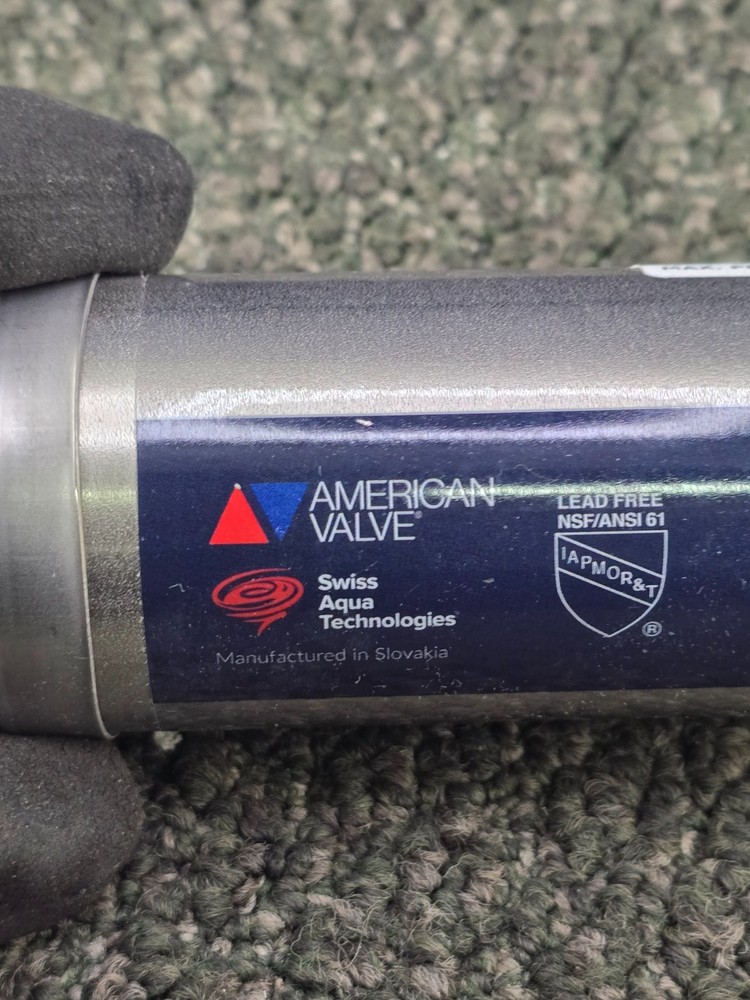 AMERICAN
VALVE®
Swiss
Aqua
Technologies®
Manufactured in Slovakia
LEAD FREE
NSF/ANSI 61
IAPMOR&T
®